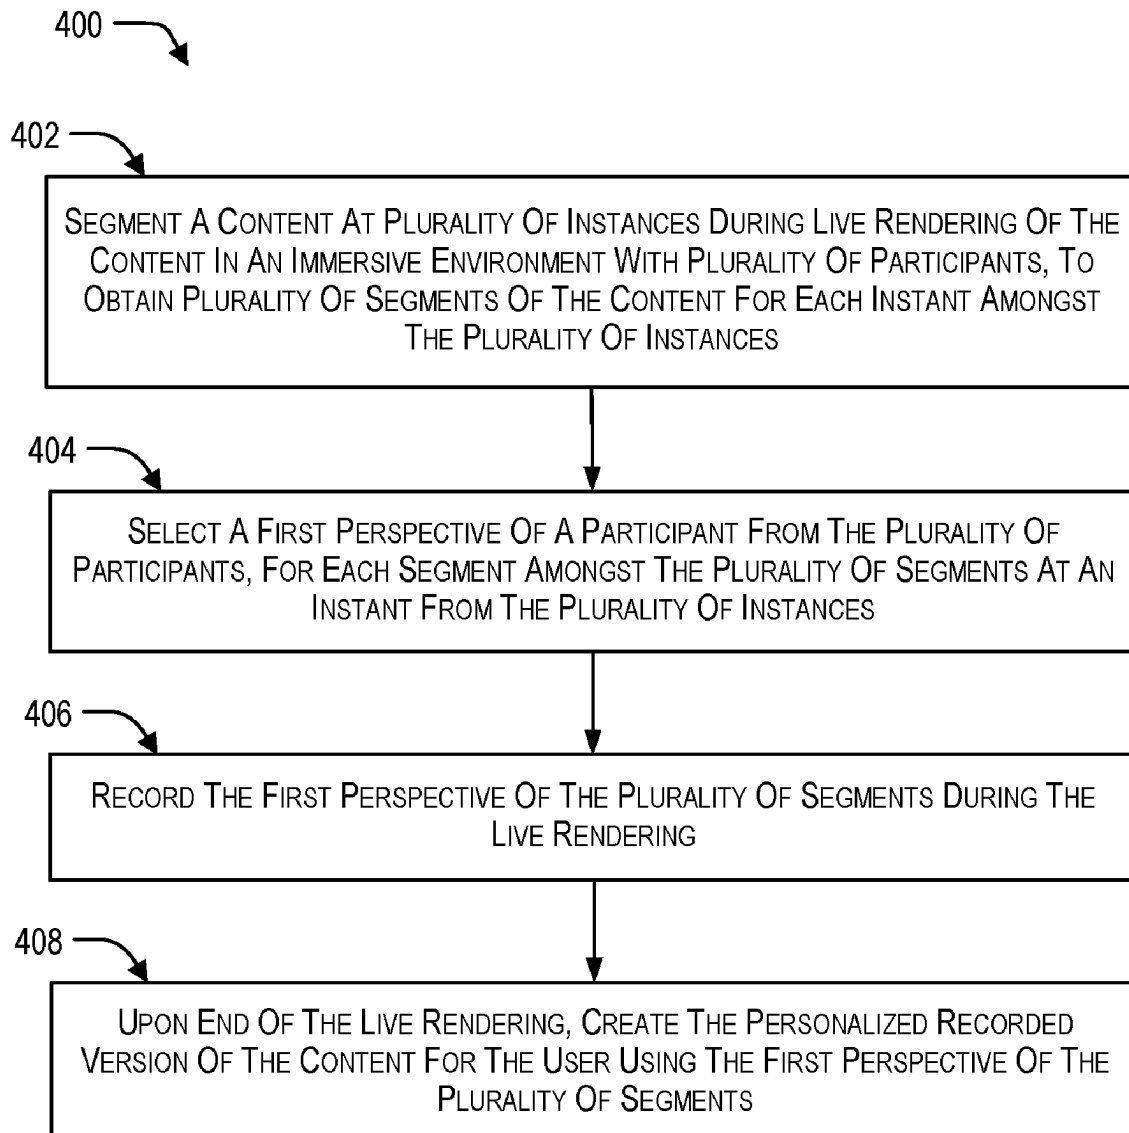 400
402
SEGMENT A CONTENT AT PLURALITY OF INSTANCES DURING LIVE RENDERING OF THE
CONTENT IN AN IMMERSIVE ENVIRONMENT WITH PLURALITY OF PARTICIPANTS, TO
OBTAIN PLURALITY OF SEGMENTS OF THE CONTENT FOR EACH INSTANT AMONGST
THE PLURALITY OF INSTANCES
404
SELECT A FIRST PERSPECTIVE OF A PARTICIPANT FROM THE PLURALITY OF
PARTICIPANTS, FOR EACH SEGMENT AMONGST THE PLURALITY OF SEGMENTS AT AN
INSTANT FROM THE PLURALITY OF INSTANCES
406
RECORD THE FIRST PERSPECTIVE OF THE PLURALITY OF SEGMENTS DURING THE
LIVE RENDERING
408
UPON END OF THE LIVE RENDERING, CREATE THE PERSONALIZED RECORDED
VERSION OF THE CONTENT FOR THE USER USING THE FIRST PERSPECTIVE OF THE
PLURALITY OF SEGMENTS